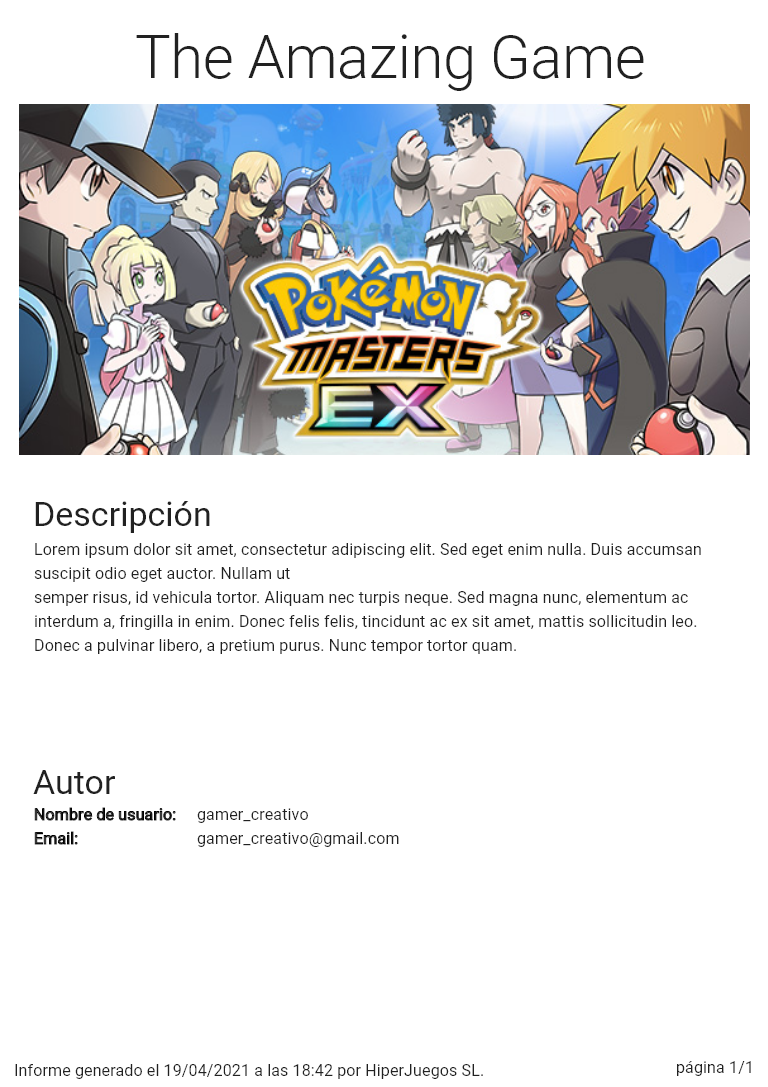 The Amazing Game
POKéMON
™
MASTERS
EX
Descripción
Lorem ipsum dolor sit amet, consectetur adipiscing elit. Sed eget enim nulla. Duis accumsan
suscipit odio eget auctor. Nullam ut
semper risus, id vehicula tortor. Aliquam nec turpis neque. Sed magna nunc, elementum ac
interdum a, fringilla in enim. Donec felis felis, tincidunt ac ex sit amet, mattis sollicitudin leo.
Donec a pulvinar libero, a pretium purus. Nunc tempor tortor quam.
Autor
Nombre de usuario: gamer_creativo
Email: gamer_creativo@gmail.com
Informe generado el 19/04/2021 a las 18:42 por HiperJuegos SL.
página 1/1